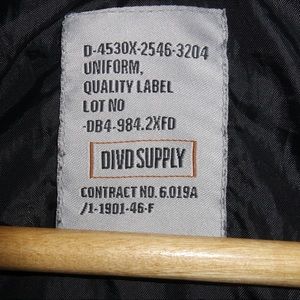 D-4530X-2546-3204
UNIFORM,
QUALITY LABEL
LOT NO
-DB4-984.2XFD
DIVD SUPPLY
CONTRACT NO. 6.019A
/1-1901-46-F